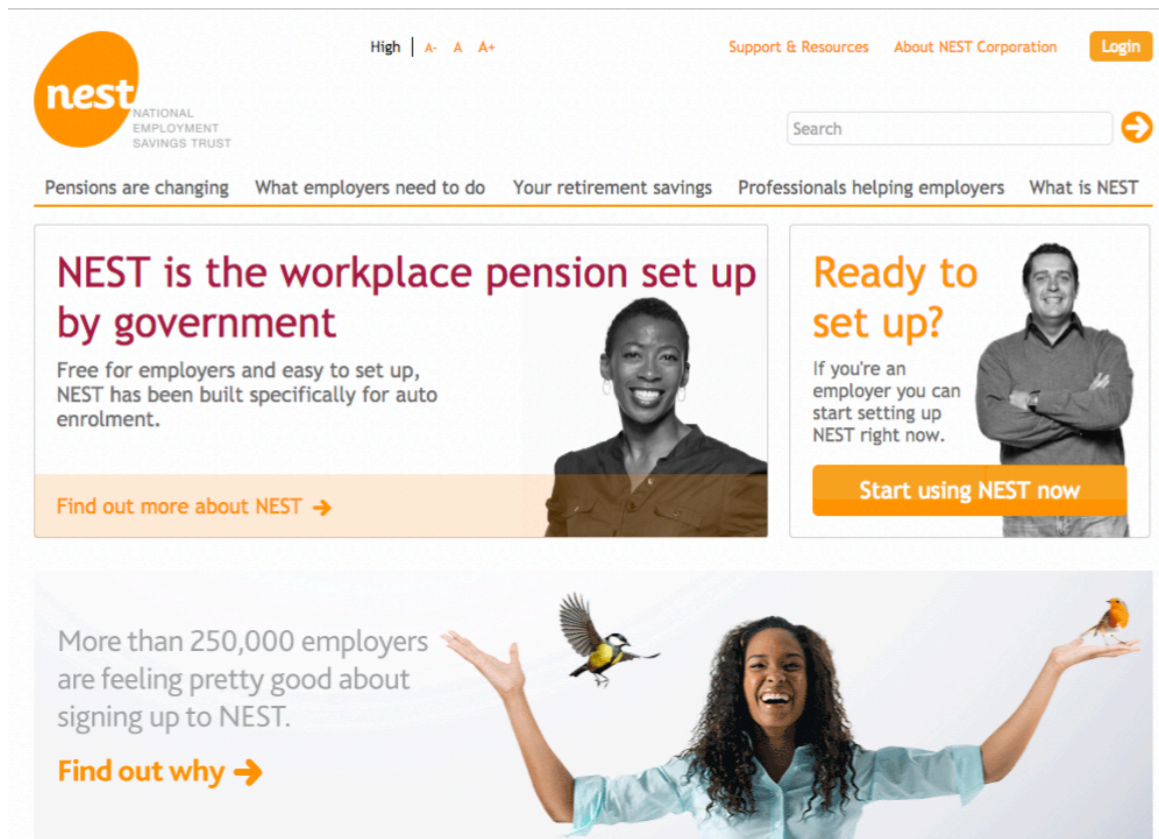 nest
NATIONAL
EMPLOYMENT
SAVINGS TRUST
High | A- A A+
Support & Resources About NEST Corporation Login
Search
Pensions are changing What employers need to do Your retirement savings Professionals helping employers What is NEST
NEST is the workplace pension set up
by government
Free for employers and easy to set up,
NEST has been built specifically for auto
enrolment.
Find out more about NEST
Ready to
set up?
If you're an
employer you can
start setting up
NEST right now.
Start using NEST now
More than 250,000 employers
are feeling pretty good about
signing up to NEST.
Find out why